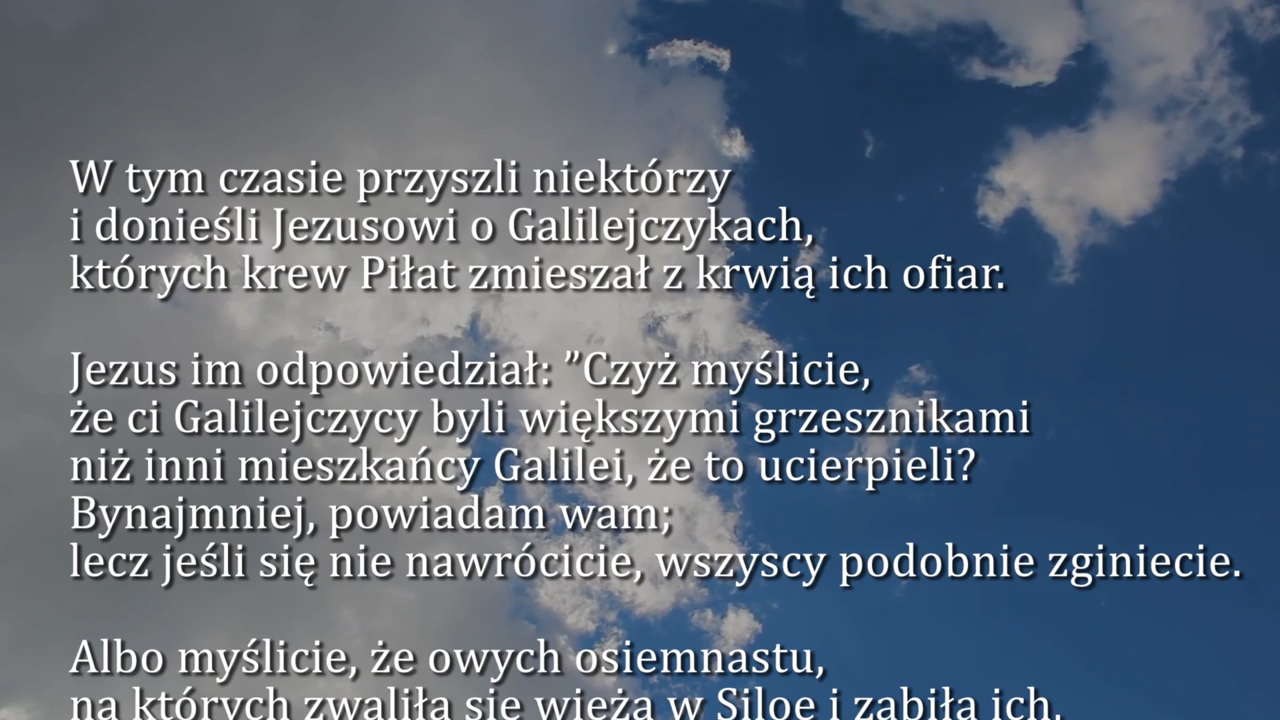 W tym czasie przyszli niektórzy
i donieśli Jezusowi o Galilejczykach,
których krew Piłat zmieszał z krwią ich ofiar.
Jezus im odpowiedział: ”Czyż myślicie,
że ci Galilejczycy byli większymi grzesznikami
niż inni mieszkańcy Galilei, że to ucierpieli?
Bynajmniej, powiadam wam;
lecz jeśli się nie nawrócicie, wszyscy podobnie zginiecie.
Albo myślicie, że owych osiemnastu,
na których zwaliła się wieża w Siloe i zabiła ich,